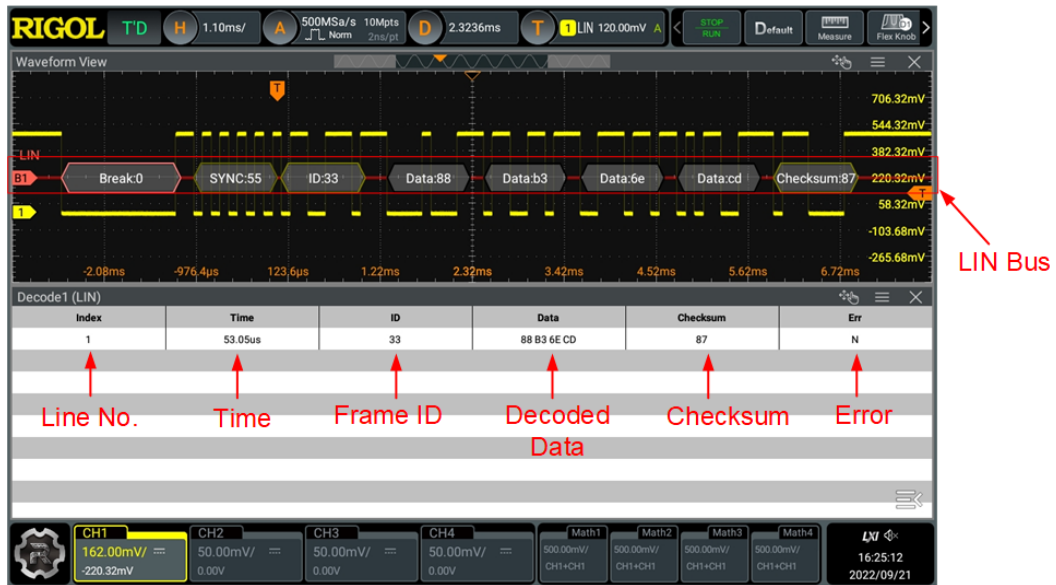 RIGOL T'D H 1.10ms/ A 500MSa/s 10Mpts D 2.3236ms T 1 LIN 120.00mV A < STOP Default Measure Flex Knob >
Norm 2ns/pt RUN
Waveform View
T
706.32mV
544.32mV
LIN 382.32mV
B1 Break:0 SYNC:55 ID:33 Data:88 Data:b3 Data:6e Data:cd Checksum:87 220.32mV
T
1 58.32mV
-103.68mV
-265.68mV
LIN Bus
-2.08ms -976.4µs 123.6µs 1.22ms 2.32ms 3.42ms 4.52ms 5.62ms 6.72ms
Decode1 (LIN)
Index Time ID Data Checksum Err
1 53.05us 33 88 B3 6E CD 87 N
Line No. Time Frame ID Decoded Checksum Error
Data
CH1 CH2 CH3 CH4 Math1 Math2 Math3 Math4 LXI
162.00mV/ 50.00mV/ 50.00mV/ 50.00mV/ 500.00mV/ 500.00mV/ 500.00mV/ 500.00mV/ 16:25:12
-220.32mV 0.00V 0.00V 0.00V CH1+CH1 CH1+CH1 CH1+CH1 CH1+CH1 2022/09/21